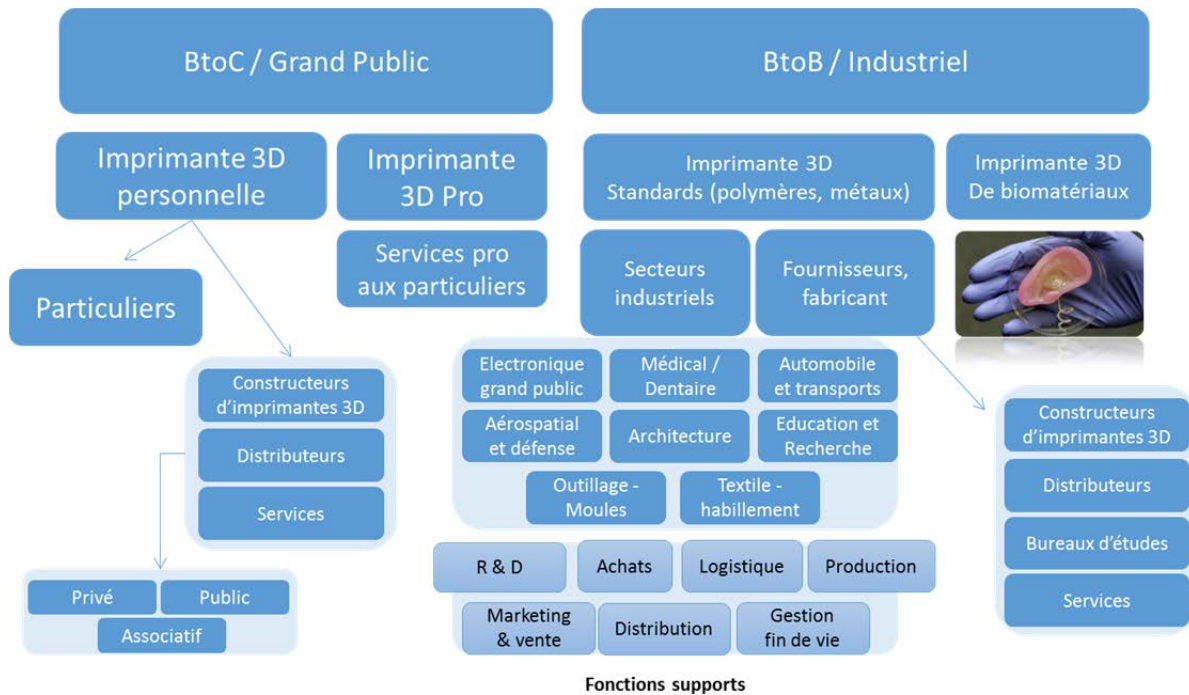 BtoC / Grand Public
BtoB / Industriel
Imprimante 3D
personnelle
Imprimante
3D Pro
Imprimante 3D
Standards (polymères, métaux)
Imprimante 3D
De biomatériaux
Particuliers
Services pro
aux particuliers
Secteurs
industriels
Fournisseurs,
fabricant
Constructeurs
d'imprimantes 3D
Distributeurs
Services
Privé
Public
Associatif
Electronique
grand public
Médical /
Dentaire
Automobile
et transports
Aérospatial
et défense
Architecture
Education et
Recherche
Outillage -
Moules
Textile -
habillement
R & D
Achats
Logistique
Production
Marketing
& vente
Distribution
Gestion
fin de vie
Fonctions supports
Constructeurs
d'imprimantes 3D
Distributeurs
Bureaux d'études
Services